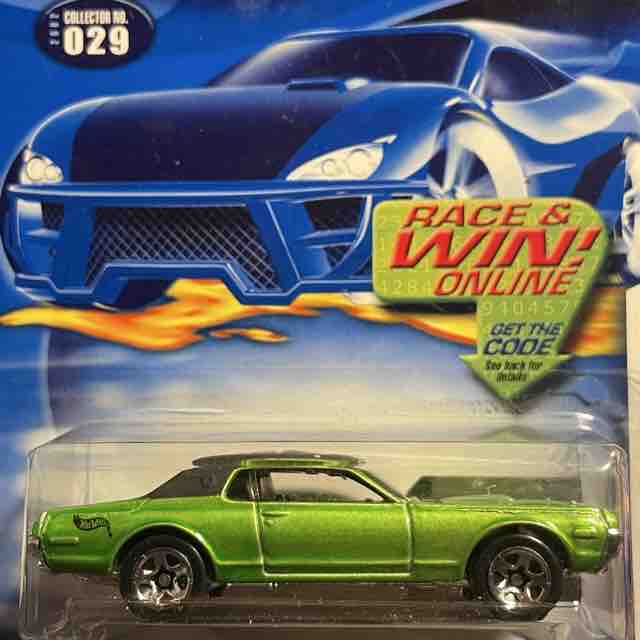 2002
COLLECTOR NO.
029
RACE &
WIN!
ONLINE
GET THE
CODE
See back for
details
Hot Wheels